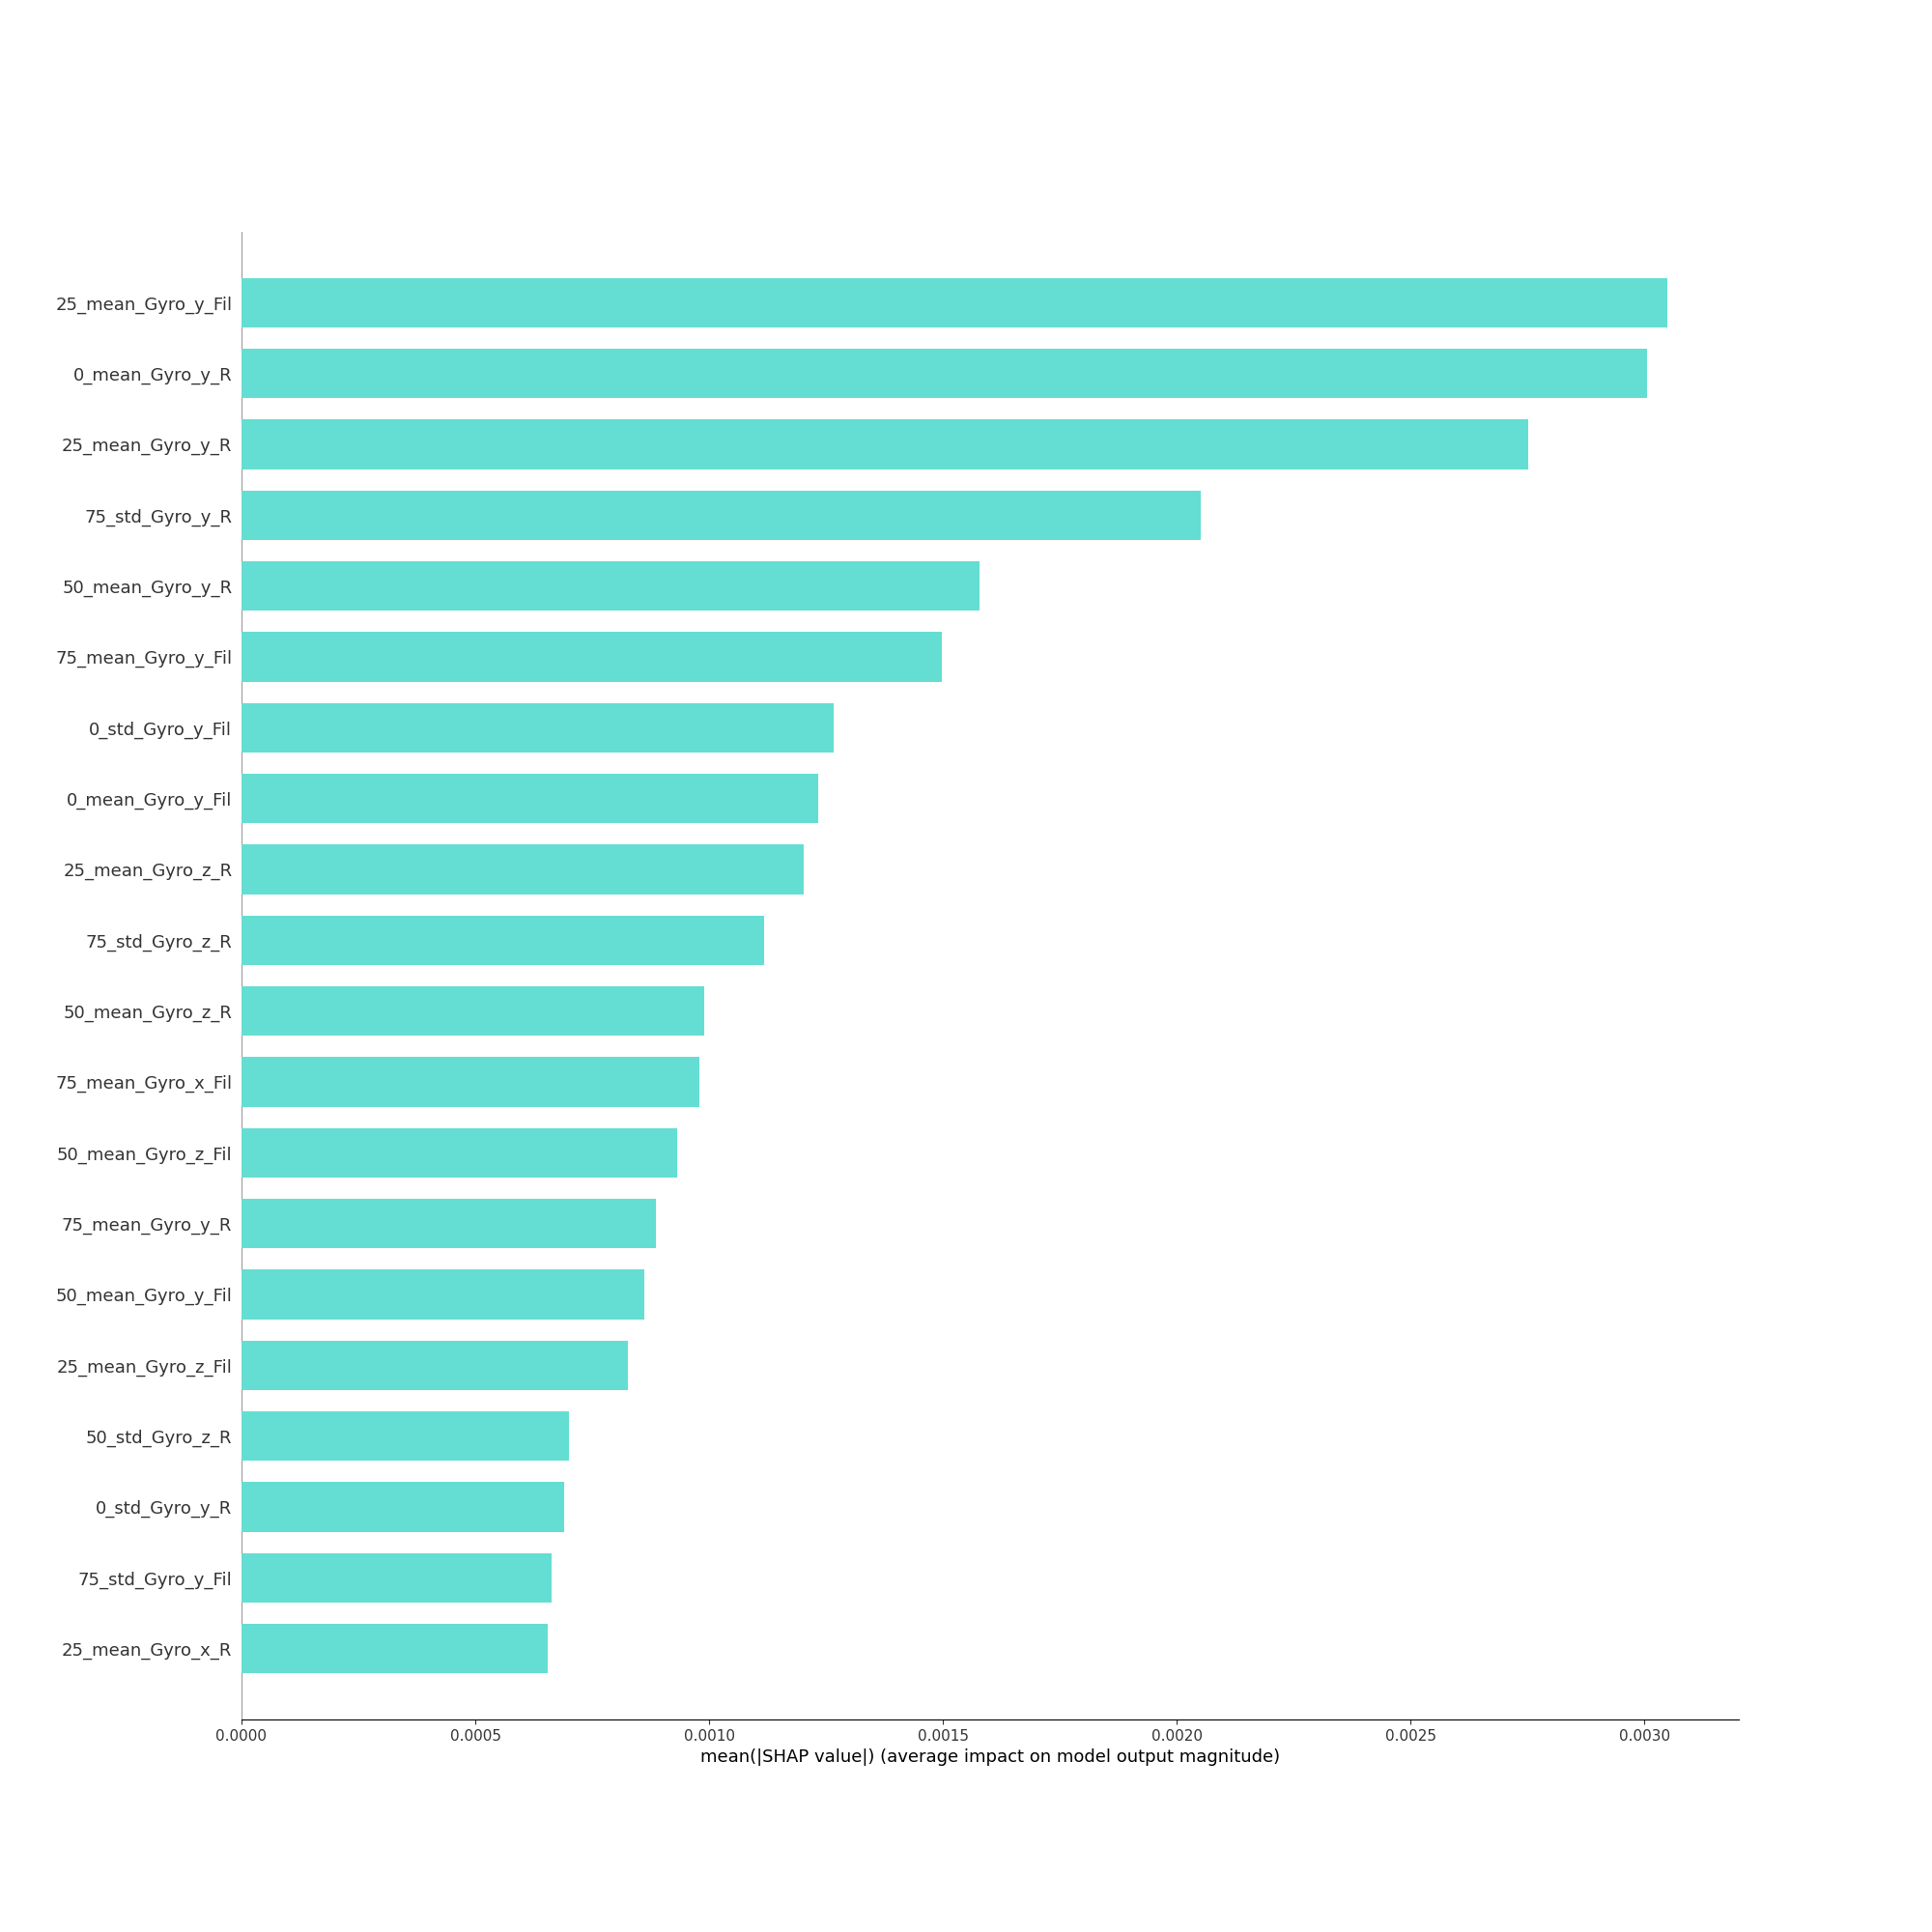 25_mean_Gyro_y_Fil
0_mean_Gyro_y_R
25_mean_Gyro_y_R
75_std_Gyro_y_R
50_mean_Gyro_y_R
75_mean_Gyro_y_Fil
0_std_Gyro_y_Fil
0_mean_Gyro_y_Fil
25_mean_Gyro_z_R
75_std_Gyro_z_R
50_mean_Gyro_z_R
75_mean_Gyro_x_Fil
50_mean_Gyro_z_Fil
75_mean_Gyro_y_R
50_mean_Gyro_y_Fil
25_mean_Gyro_z_Fil
50_std_Gyro_z_R
0_std_Gyro_y_R
75_std_Gyro_y_Fil
25_mean_Gyro_x_R
0.0000 0.0005 0.0010 0.0015 0.0020 0.0025 0.0030
mean(|SHAP value|) (average impact on model output magnitude)